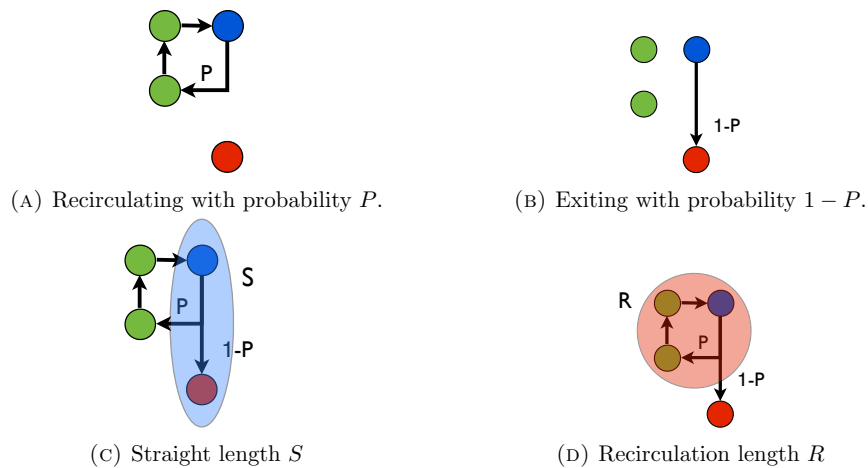 P
(A) Recirculating with probability P.
1-P
(B) Exiting with probability 1 − P.
S
P
1-P
(C) Straight length S
R
P
1-P
(D) Recirculation length R